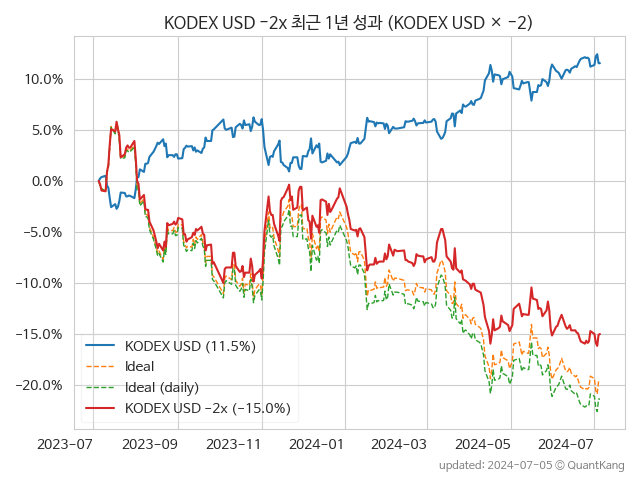 KODEX USD -2x 최근 1년 성과 (KODEX USD × -2)
10.0%
5.0%
0.0%
-5.0%
-10.0%
-15.0%
-20.0%
KODEX USD (11.5%)
Ideal
Ideal (daily)
KODEX USD -2x (-15.0%)
2023-07 2023-09 2023-11 2024-01 2024-03 2024-05 2024-07
updated: 2024-07-05 © QuantKang